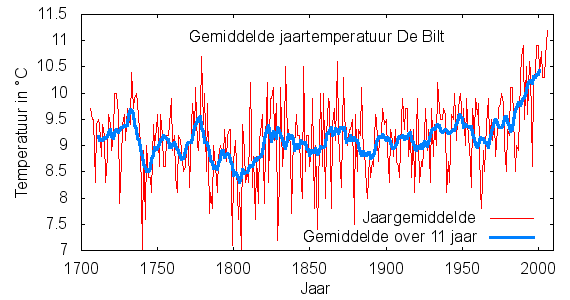 Gemiddelde jaartemperatuur De Bilt
11.5
11
10.5
10
9.5
9
8.5
8
7.5
7
Temperatuur in °C
Jaargemiddelde
Gemiddelde over 11 jaar
1700 1750 1800 1850 1900 1950 2000
Jaar